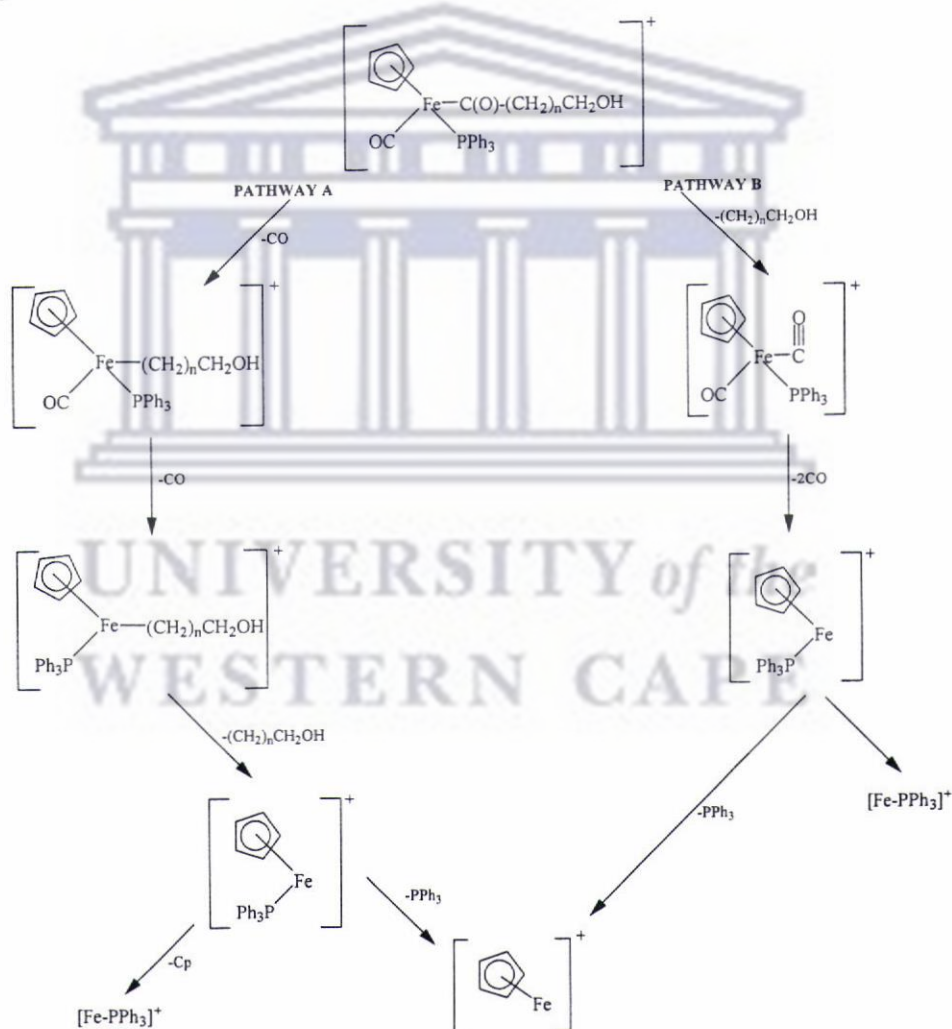 +
Fe—C(O)-(CH₂)ₙCH₂OH
OC PPh₃
PATHWAY A
-CO
PATHWAY B
-(CH₂)ₙCH₂OH
+
Fe—(CH₂)ₙCH₂OH
OC PPh₃
+
O
Fe—C
OC PPh₃
-CO
-2CO
UNIVERSITY of the
WESTERN CAPE
+
Fe—(CH₂)ₙCH₂OH
Ph₃P
+
Fe
Ph₃P
-(CH₂)ₙCH₂OH
-PPh₃
[Fe-PPh₃]⁺
+
Fe
Ph₃P
-PPh₃
-Cp
[Fe-PPh₃]⁺
+
Fe